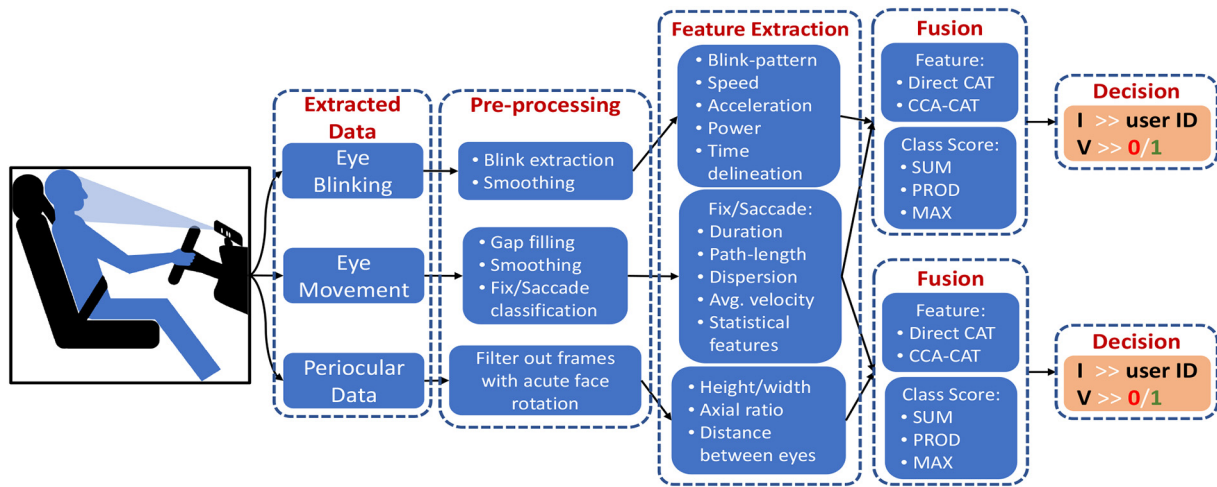 Extracted
Data
Eye
Blinking
Eye
Movement
Periocular
Data
Pre-processing
• Blink extraction
• Smoothing
• Gap filling
• Smoothing
• Fix/Saccade
classification
Filter out frames
with acute face
rotation
Feature Extraction
• Blink-pattern
• Speed
• Acceleration
• Power
• Time
delineation
Fix/Saccade:
• Duration
• Path-length
• Dispersion
• Avg. velocity
• Statistical
features
• Height/width
• Axial ratio
• Distance
between eyes
Fusion
Feature:
• Direct CAT
• CCA-CAT
Class Score:
• SUM
• PROD
• MAX
Decision
I >> user ID
V >> 0/1
Fusion
Feature:
• Direct CAT
• CCA-CAT
Class Score:
• SUM
• PROD
• MAX
Decision
I >> user ID
V >> 0/1